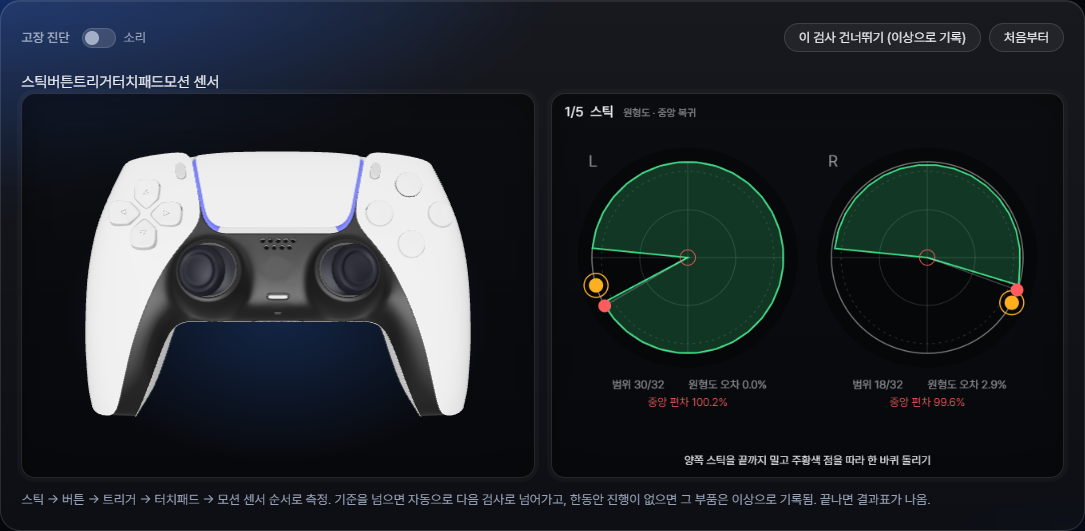 고장 진단 소리 이 검사 건너뛰기 (이상으로 기록) 처음부터
스틱버튼트리거터치패드모션 센서
1/5 스틱 원형도 · 중앙 복귀
L R
범위 30/32 원형도 오차 0.0% 범위 18/32 원형도 오차 2.9%
중앙 편차 100.2% 중앙 편차 99.6%
양쪽 스틱을 끝까지 밀고 주황색 점을 따라 한 바퀴 돌리기
스틱 → 버튼 → 트리거 → 터치패드 → 모션 센서 순서로 측정. 기준을 넘으면 자동으로 다음 검사로 넘어가고, 한동안 진행이 없으면 그 부품은 이상으로 기록됨. 끝나면 결과표가 나옴.